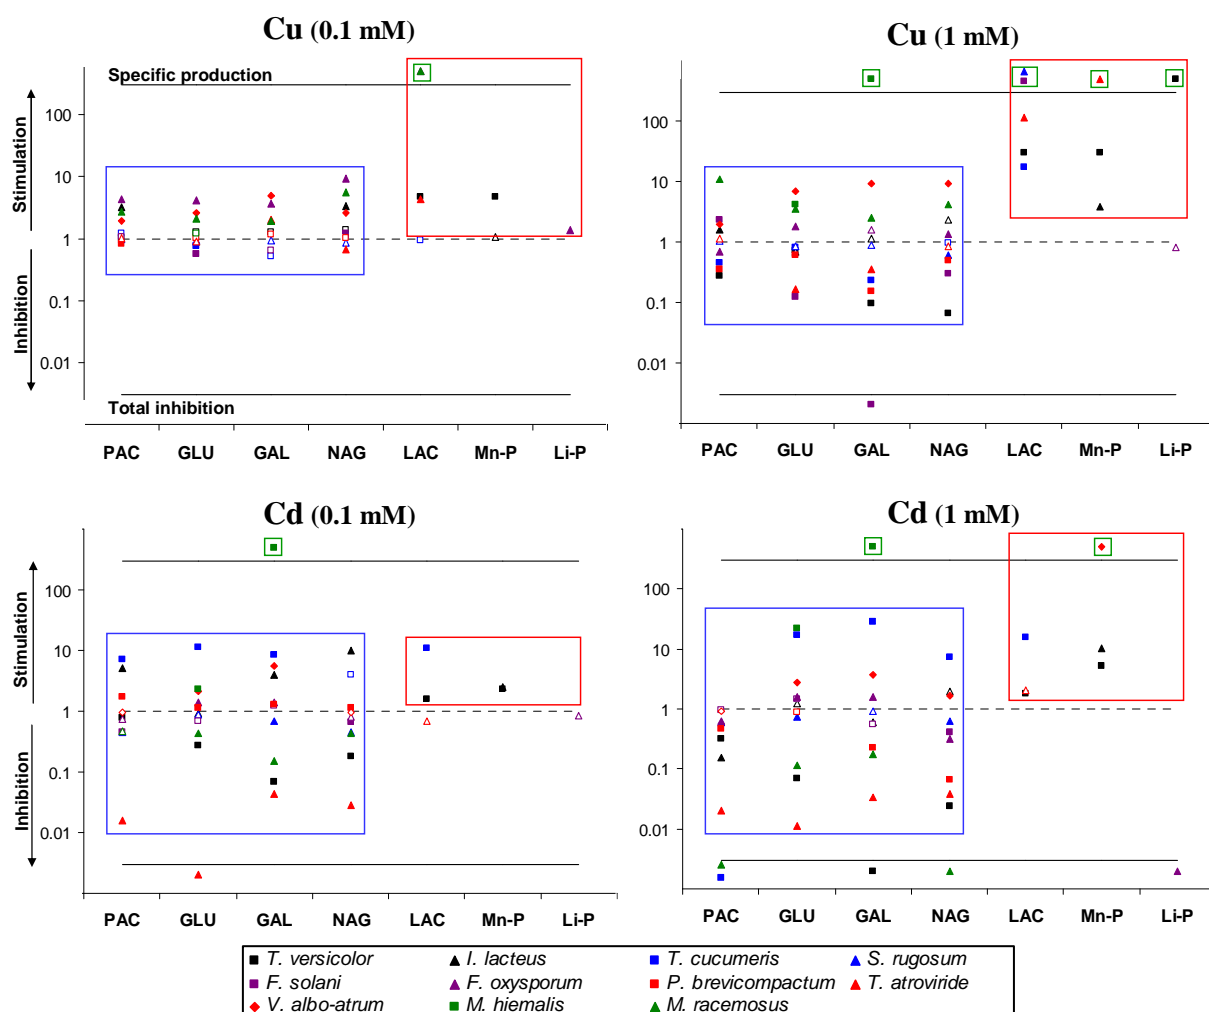 Cu (0.1 mM)
Cu (1 mM)
Stimulation
Inhibition
Specific production
100
10
1
0.1
0.01
Total inhibition
PAC GLU GAL NAG LAC Mn-P Li-P
100
10
1
0.1
0.01
PAC GLU GAL NAG LAC Mn-P Li-P
Cd (0.1 mM)
Cd (1 mM)
Stimulation
Inhibition
100
10
1
0.1
0.01
PAC GLU GAL NAG LAC Mn-P Li-P
100
10
1
0.1
0.01
PAC GLU GAL NAG LAC Mn-P Li-P
T. versicolor I. lacteus T. cucumeris S. rugosum
F. solani F. oxysporum P. brevicompactum T. atroviride
V. albo-atrum M. hiemalis M. racemosus